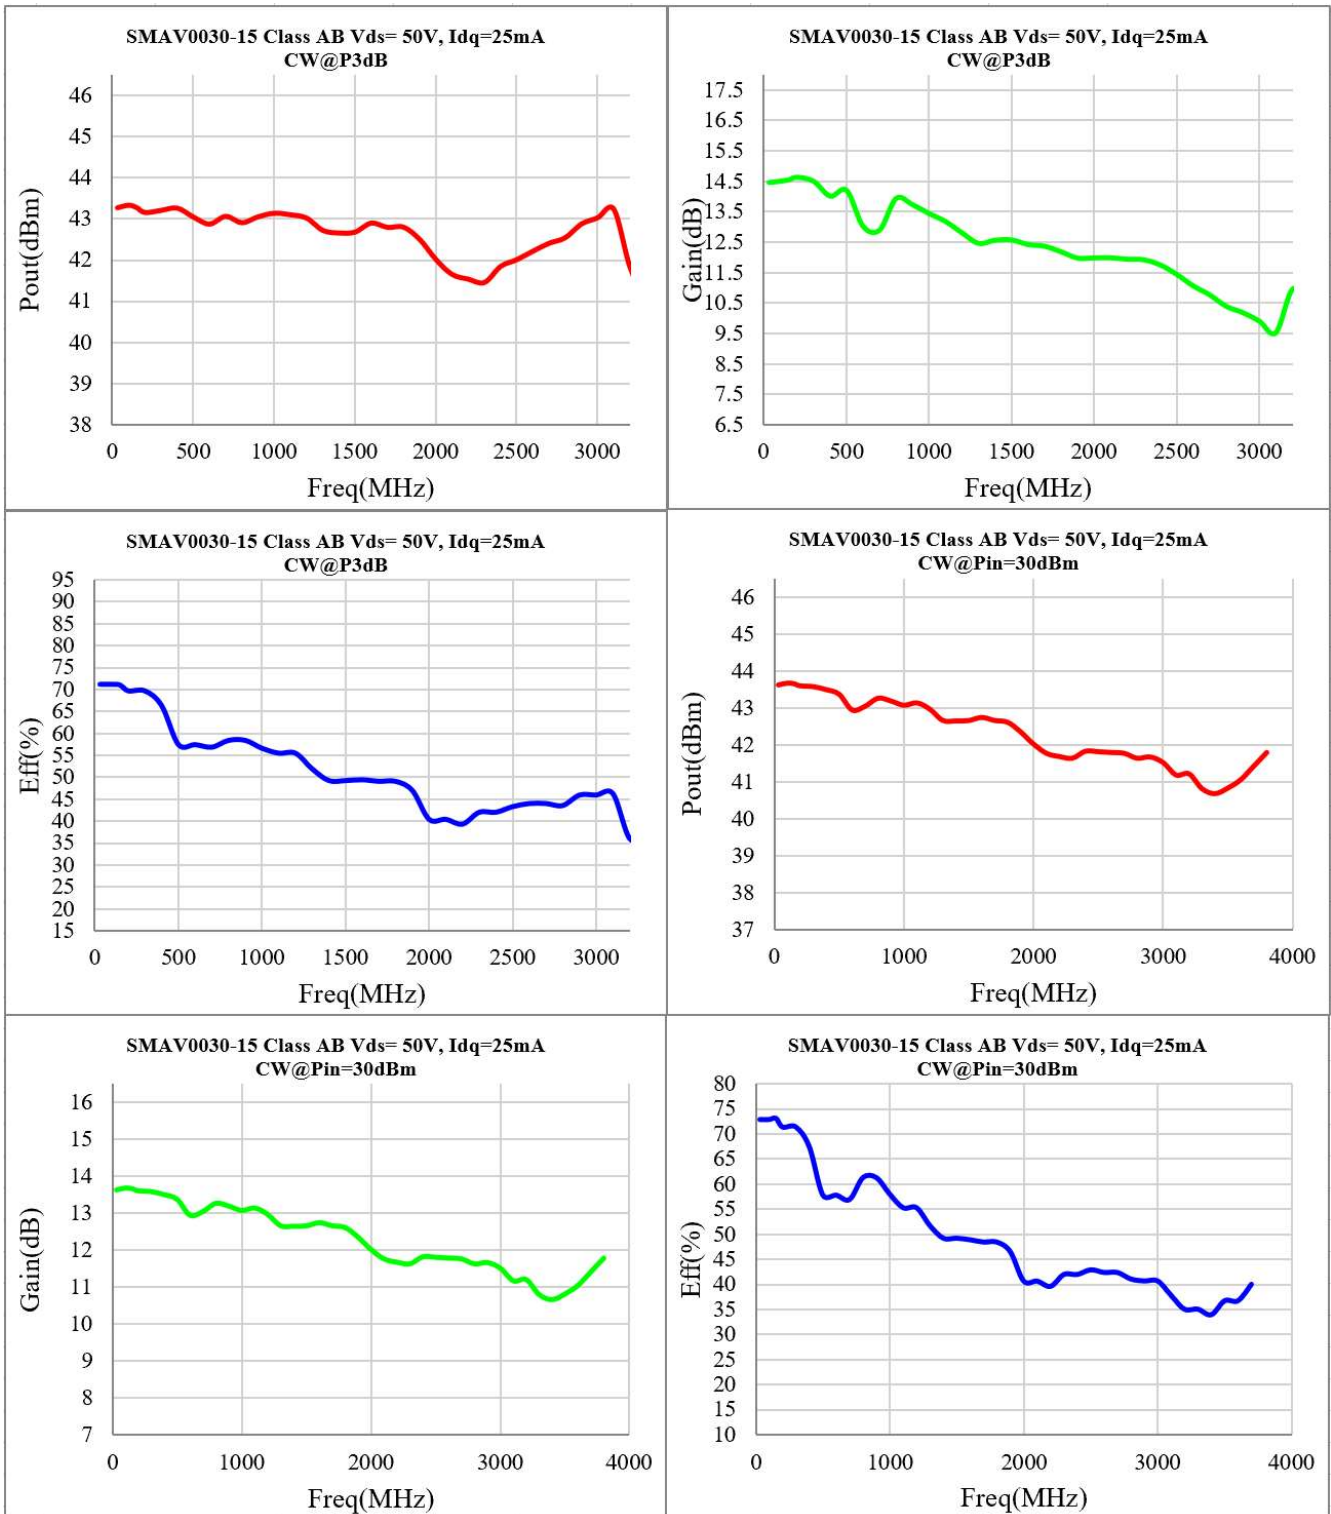 SMAV0030-15 Class AB Vds= 50V, Idq=25mA
CW@P3dB
Pout(dBm)
46
45
44
43
42
41
40
39
38
0 500 1000 1500 2000 2500 3000
Freq(MHz)
SMAV0030-15 Class AB Vds= 50V, Idq=25mA
CW@P3dB
Gain(dB)
17.5
16.5
15.5
14.5
13.5
12.5
11.5
10.5
9.5
8.5
7.5
6.5
0 500 1000 1500 2000 2500 3000
Freq(MHz)
SMAV0030-15 Class AB Vds= 50V, Idq=25mA
CW@P3dB
Eff(%)
95
90
85
80
75
70
65
60
55
50
45
40
35
30
25
20
15
0 500 1000 1500 2000 2500 3000
Freq(MHz)
SMAV0030-15 Class AB Vds= 50V, Idq=25mA
CW@Pin=30dBm
Pout(dBm)
46
45
44
43
42
41
40
39
38
37
0 1000 2000 3000 4000
Freq(MHz)
SMAV0030-15 Class AB Vds= 50V, Idq=25mA
CW@Pin=30dBm
Gain(dB)
16
15
14
13
12
11
10
9
8
7
0 1000 2000 3000 4000
Freq(MHz)
SMAV0030-15 Class AB Vds= 50V, Idq=25mA
CW@Pin=30dBm
Eff(%)
80
75
70
65
60
55
50
45
40
35
30
25
20
15
10
0 1000 2000 3000 4000
Freq(MHz)